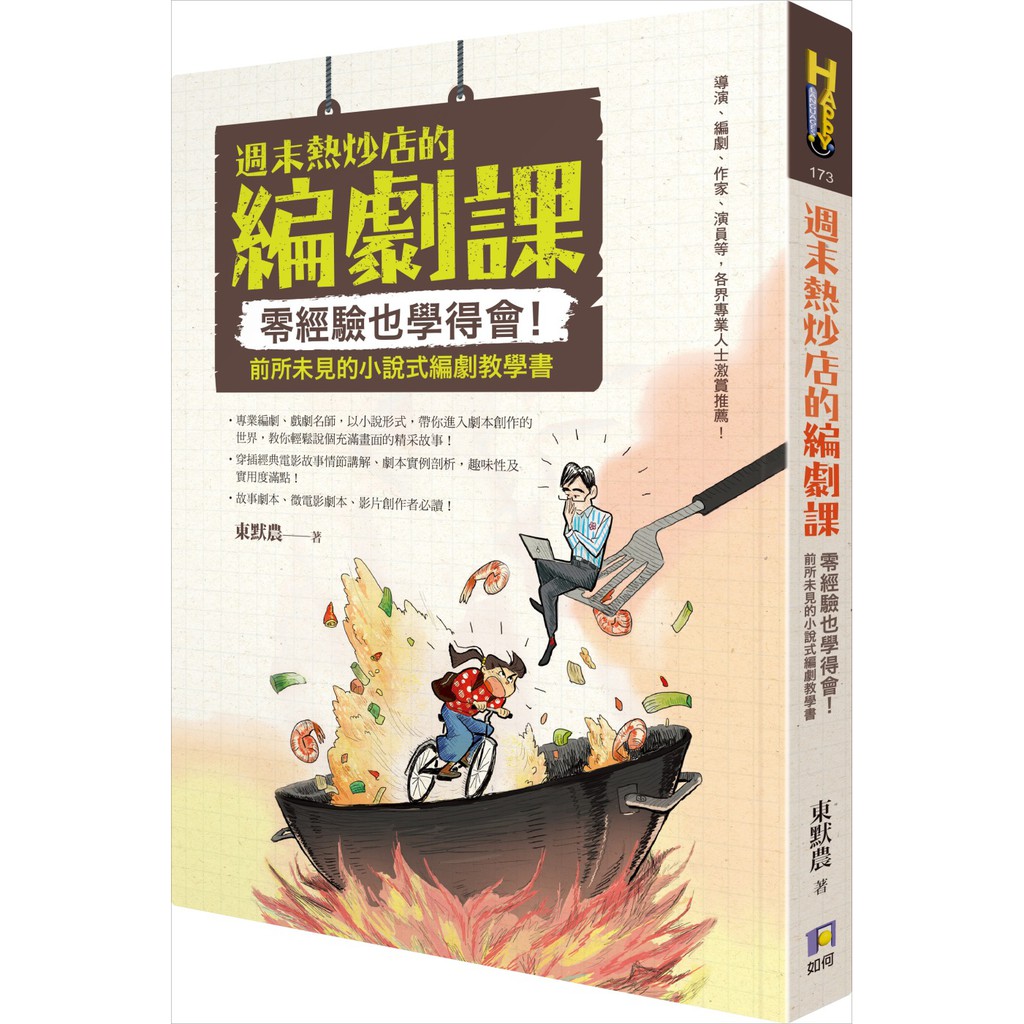 週末熱炒店的
編劇課
零經驗也學得會！
前所未見的小說式編劇教學書
・專業編劇、戲劇名師，以小說形式，帶你進入劇本創作的
世界，教你輕鬆說個充滿畫面的精采故事！
・穿插經典電影故事情節講解、劇本實例剖析，趣味性及
實用度滿點！
・故事劇本、微電影劇本、影片創作者必讀！
東默農——著
導演、編劇、作家、演員等，各界專業人士激賞推薦！
HAPPY
LANGUAGE
173
週末熱炒店的編劇課
零經驗也學得會！
前所未見的小說式編劇教學書
東默農 著
如何